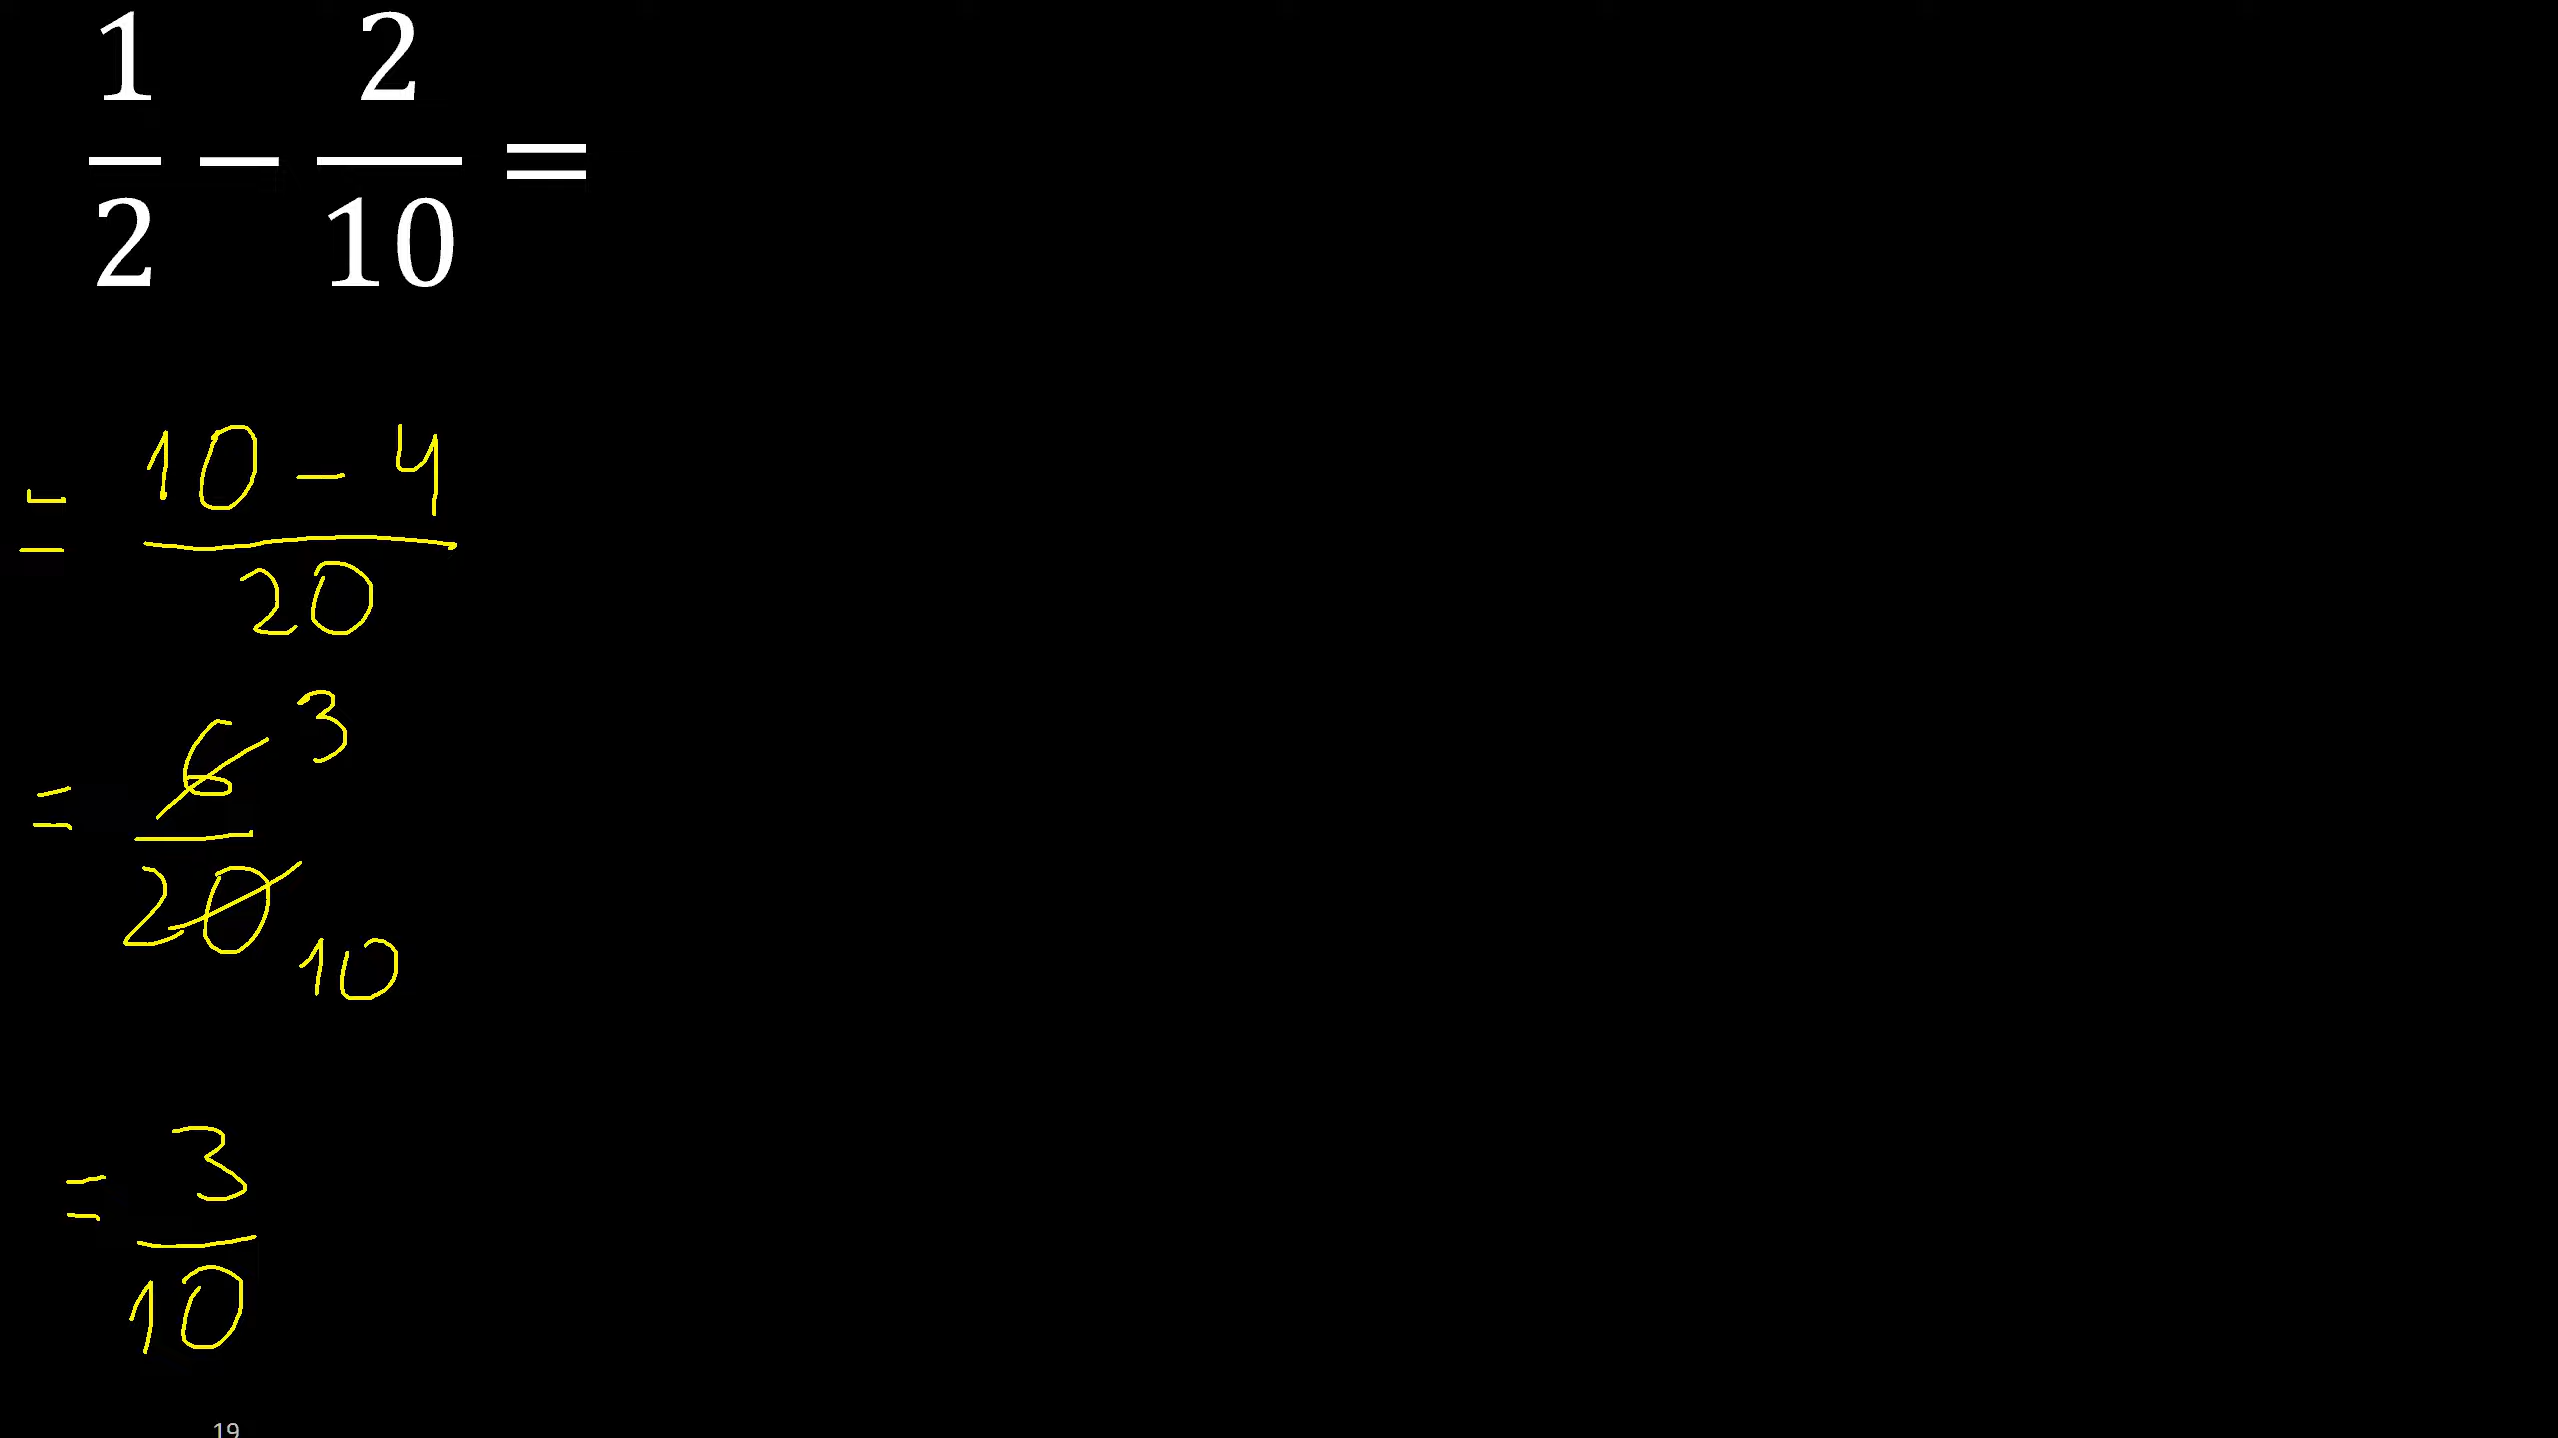 1/2 − 2/10 =
= (10 − 4)/20
= 6/20 3/10
= 3/10
19